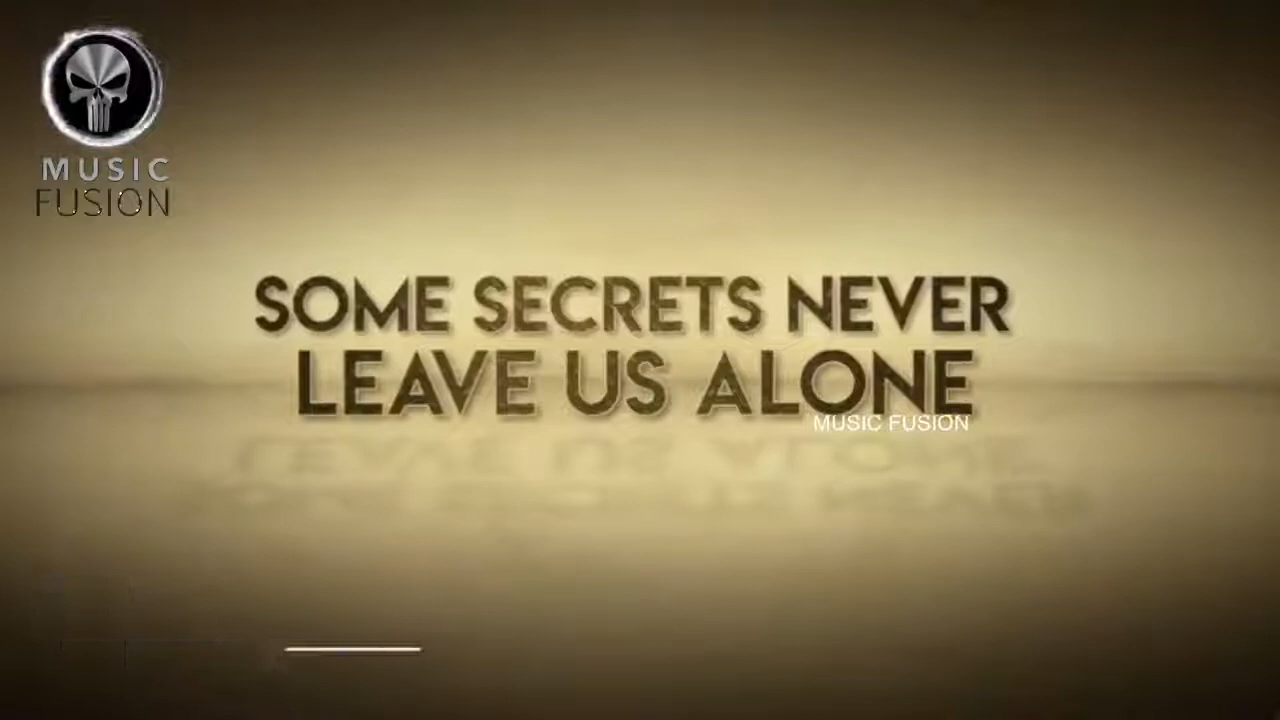 MUSIC
FUSION
SOME SECRETS NEVER
LEAVE US ALONE
MUSIC FUSION